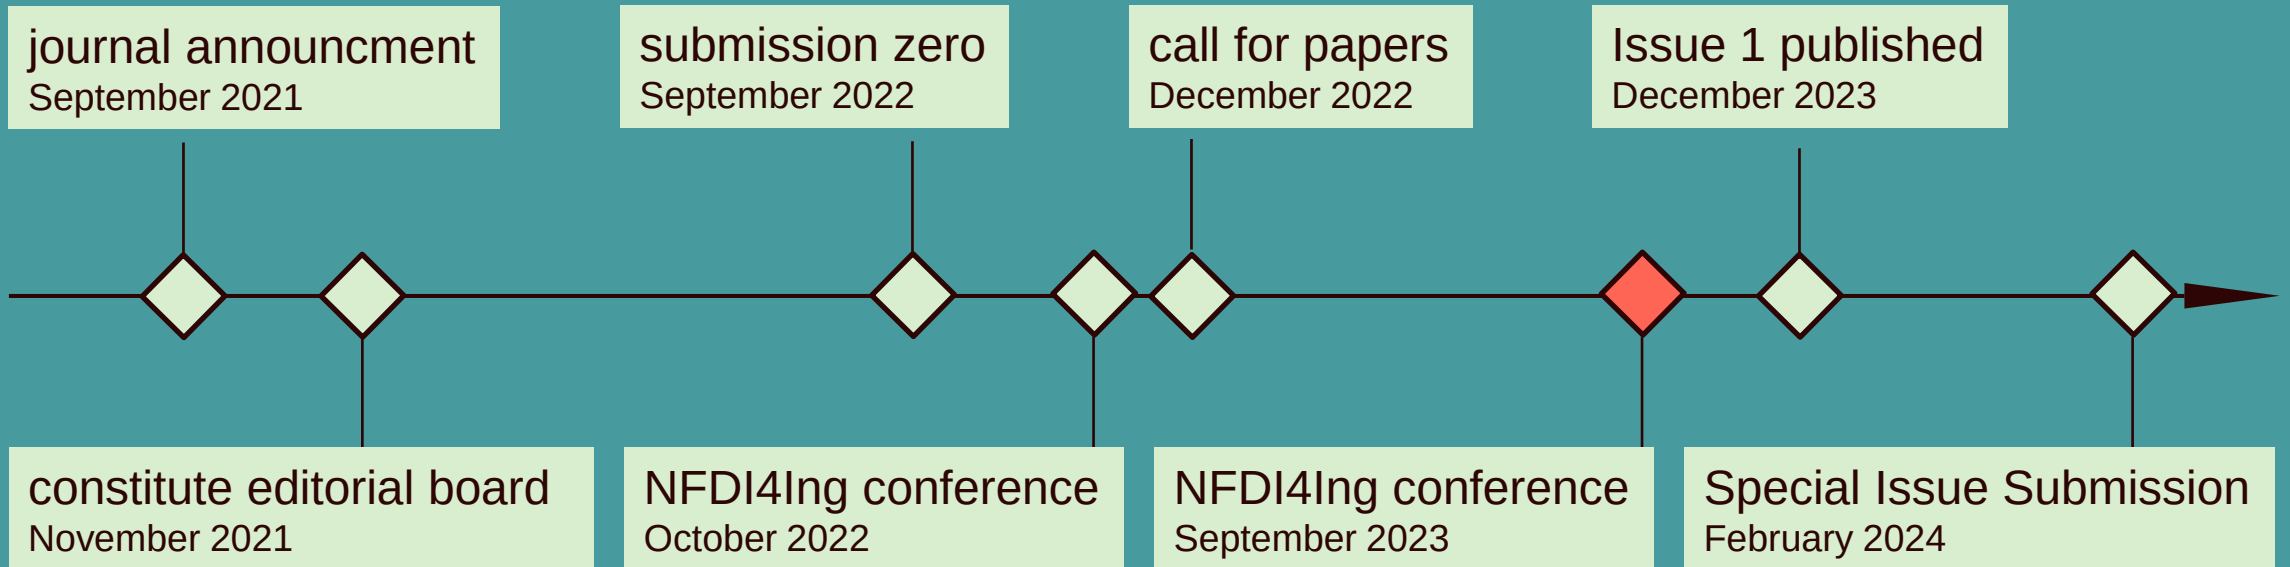 journal announcment
September 2021
submission zero
September 2022
call for papers
December 2022
Issue 1 published
December 2023
constitute editorial board
November 2021
NFDI4Ing conference
October 2022
NFDI4Ing conference
September 2023
Special Issue Submission
February 2024